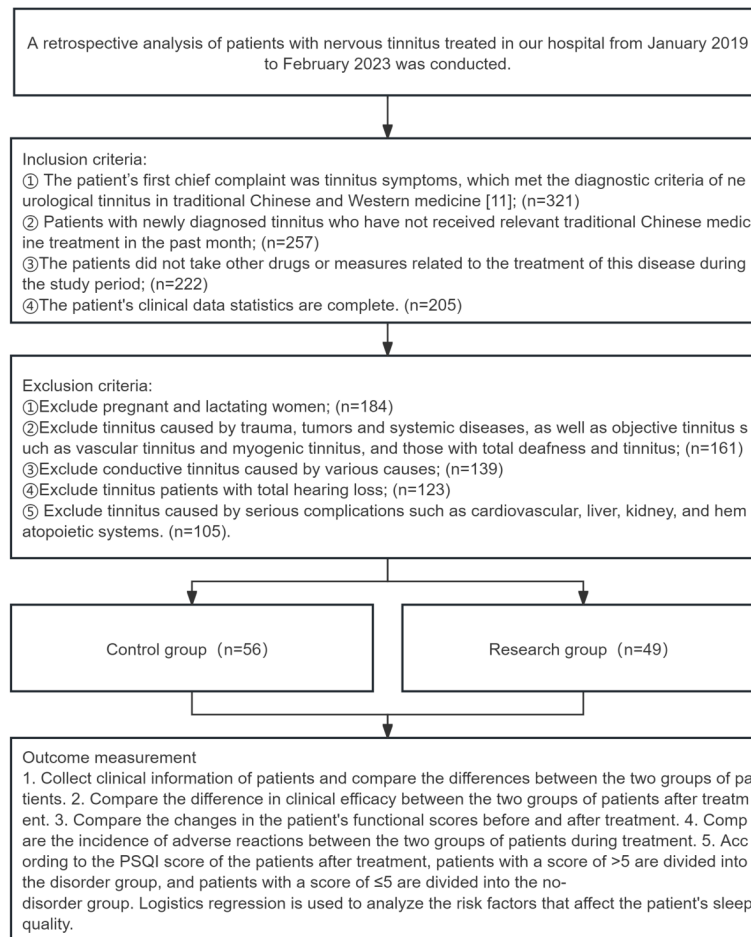 A retrospective analysis of patients with nervous tinnitus treated in our hospital from January 2019
to February 2023 was conducted.
Inclusion criteria:
① The patient's first chief complaint was tinnitus symptoms, which met the diagnostic criteria of ne
urological tinnitus in traditional Chinese and Western medicine [11]; (n=321)
② Patients with newly diagnosed tinnitus who have not received relevant traditional Chinese medic
ine treatment in the past month; (n=257)
③The patients did not take other drugs or measures related to the treatment of this disease during
the study period; (n=222)
④The patient's clinical data statistics are complete. (n=205)
Exclusion criteria:
①Exclude pregnant and lactating women; (n=184)
②Exclude tinnitus caused by trauma, tumors and systemic diseases, as well as objective tinnitus s
uch as vascular tinnitus and myogenic tinnitus, and those with total deafness and tinnitus; (n=161)
③Exclude conductive tinnitus caused by various causes; (n=139)
④Exclude tinnitus patients with total hearing loss; (n=123)
⑤ Exclude tinnitus caused by serious complications such as cardiovascular, liver, kidney, and hem
atopoietic systems. (n=105).
Control group (n=56)
Research group (n=49)
Outcome measurement
1. Collect clinical information of patients and compare the differences between the two groups of pa
tients. 2. Compare the difference in clinical efficacy between the two groups of patients after treatm
ent. 3. Compare the changes in the patient's functional scores before and after treatment. 4. Comp
are the incidence of adverse reactions between the two groups of patients during treatment. 5. Acc
ording to the PSQI score of the patients after treatment, patients with a score of >5 are divided into
the disorder group, and patients with a score of ≤5 are divided into the no-
disorder group. Logistics regression is used to analyze the risk factors that affect the patient's sleep
quality.